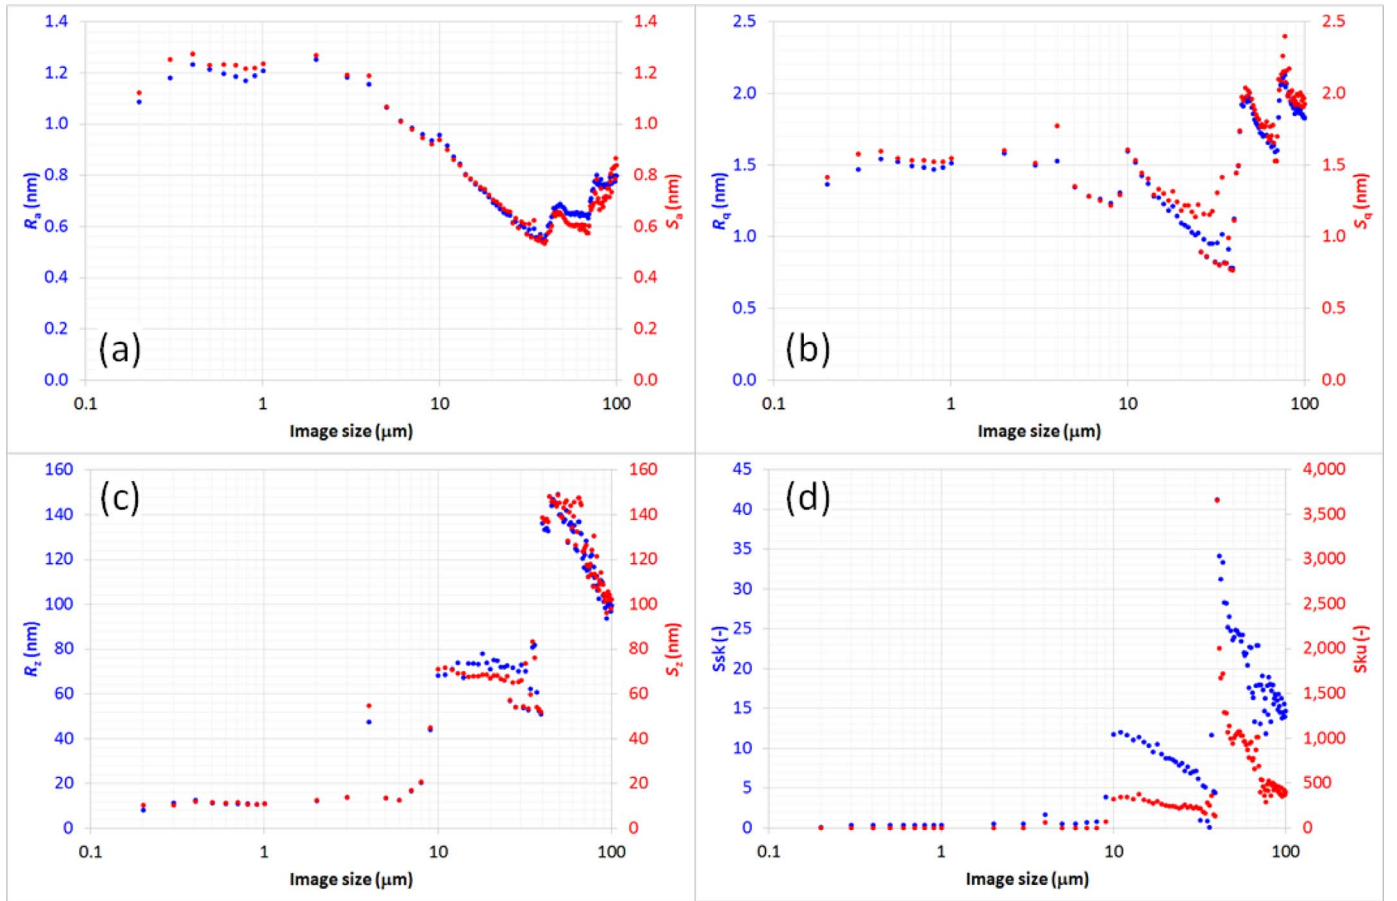 1.4 1.4 2.5 2.5
1.2 1.2 2.0 2.0
1.0 1.0
0.8 0.8 1.5 1.5
Rₐ (nm) Sₐ (nm) R_q (nm) S_q (nm)
0.6 0.6 1.0 1.0
0.4 0.4
0.2 0.2 0.5 0.5
(a) (b)
0.0 0.0 0.0 0.0
0.1 1 10 100 0.1 1 10 100
Image size (μm) Image size (μm)
160 160 45 4,000
(c) (d)
140 140 40 3,500
120 120 35 3,000
100 100 30 2,500
80 80 25 2,000
R_z (nm) S_z (nm) Ssk (-) Sku (-)
60 60 20 1,500
40 40 15 1,000
20 20 10 500
0 0 5 0
0
0.1 1 10 100 0.1 1 10 100
Image size (μm) Image size (μm)